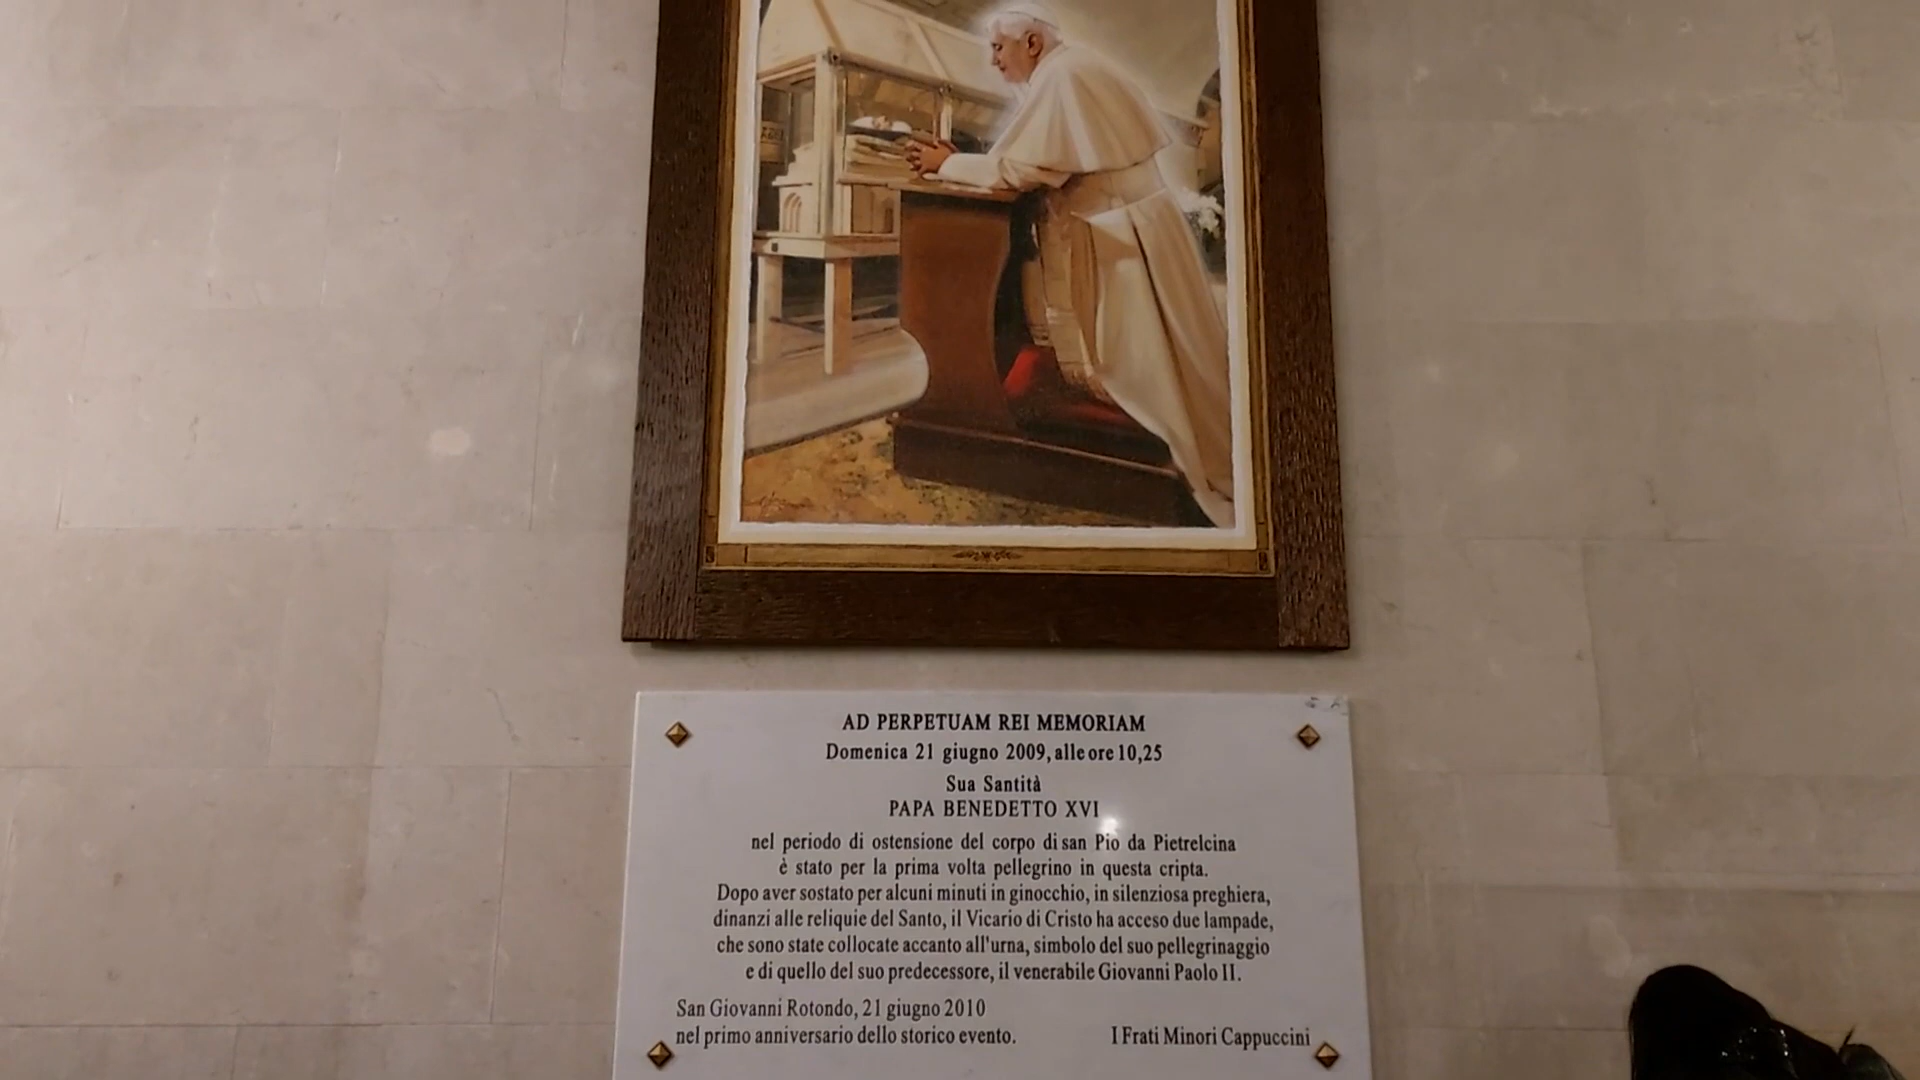 AD PERPETUAM REI MEMORIAM
Domenica 21 giugno 2009, alle ore 10,25
Sua Santità
PAPA BENEDETTO XVI
nel periodo di ostensione del corpo di san Pio da Pietrelcina
è stato per la prima volta pellegrino in questa cripta.
Dopo aver sostato per alcuni minuti in ginocchio, in silenziosa preghiera,
dinanzi alle reliquie del Santo, il Vicario di Cristo ha acceso due lampade,
che sono state collocate accanto all'urna, simbolo del suo pellegrinaggio
e di quello del suo predecessore, il venerabile Giovanni Paolo II.
San Giovanni Rotondo, 21 giugno 2010
nel primo anniversario dello storico evento. I Frati Minori Cappuccini